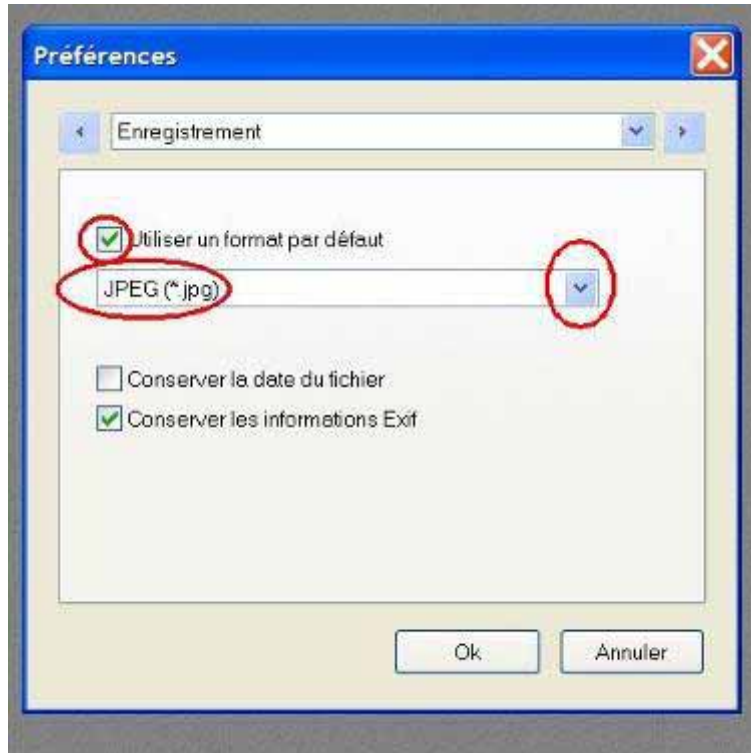 Préférences
Enregistrement
Utiliser un format par défaut
JPEG (*.jpg)
Conserver la date du fichier
Conserver les informations Exif
Ok
Annuler